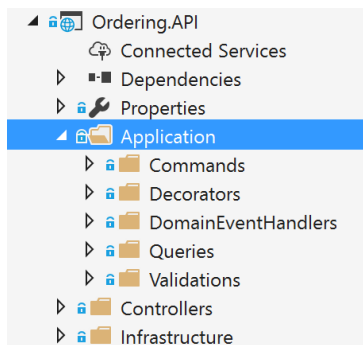 Ordering.API
Connected Services
Dependencies
Properties
Application
Commands
Decorators
DomainEventHandlers
Queries
Validations
Controllers
Infrastructure